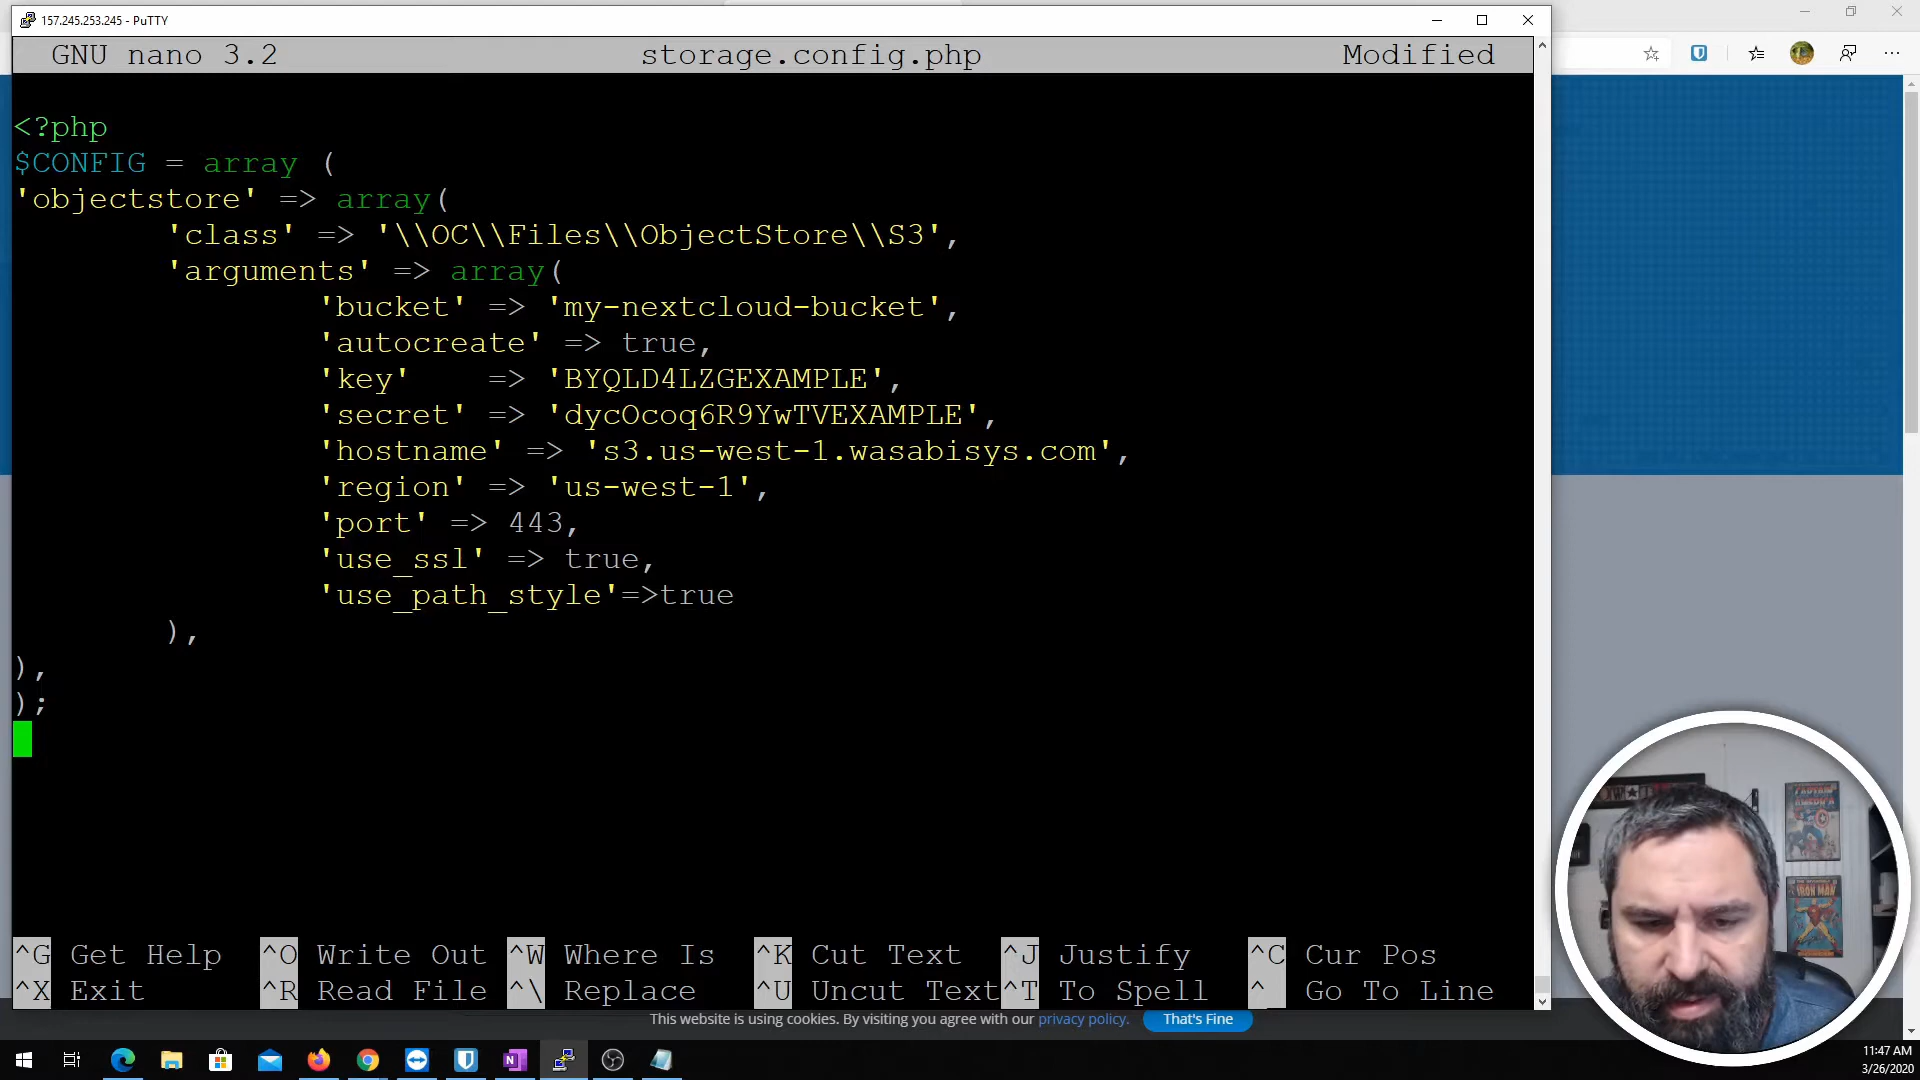 157.245.253.245 - PuTTY
GNU nano 3.2 storage.config.php Modified
<?php
$CONFIG = array (
'objectstore' => array(
'class' => '\\OC\\Files\\ObjectStore\\S3',
'arguments' => array(
'bucket' => 'my-nextcloud-bucket',
'autocreate' => true,
'key' => 'BYQLD4LZGEXAMPLE',
'secret' => 'dycOcoq6R9YwTVEXAMPLE',
'hostname' => 's3.us-west-1.wasabisys.com',
'region' => 'us-west-1',
'port' => 443,
'use_ssl' => true,
'use_path_style'=>true
),
),
);
^G Get Help ^O Write Out ^W Where Is ^K Cut Text ^J Justify ^C Cur Pos
^X Exit ^R Read File ^\ Replace ^U Uncut Text ^T To Spell ^ Go To Line
This website is using cookies. By visiting you agree with our privacy policy. That's Fine
CAPTAIN AMERICA
IRON MAN
11:47 AM
3/26/2020